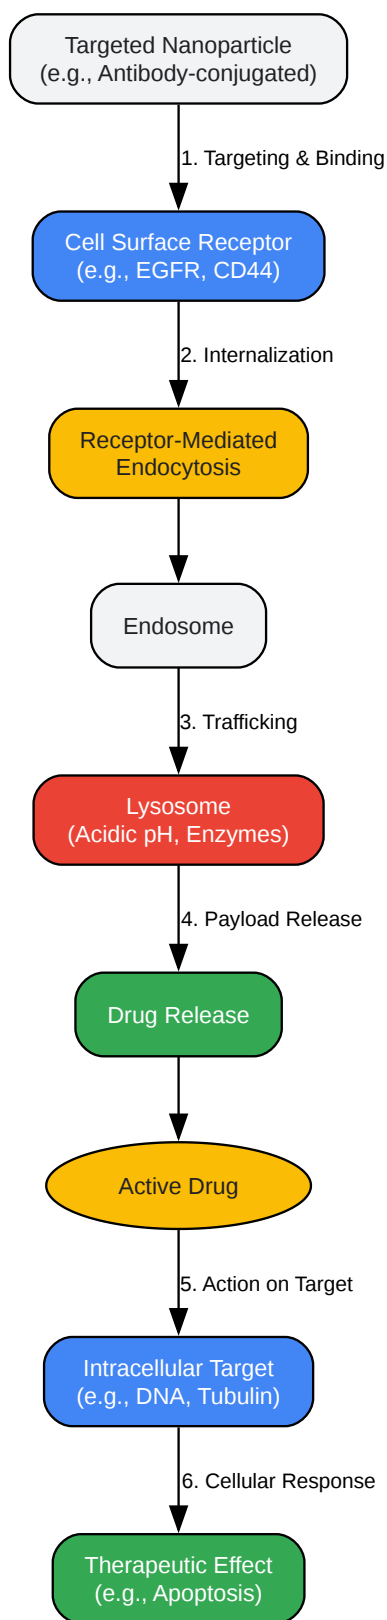 Targeted Nanoparticle
(e.g., Antibody-conjugated)
1. Targeting & Binding
Cell Surface Receptor
(e.g., EGFR, CD44)
2. Internalization
Receptor-Mediated
Endocytosis
Endosome
3. Trafficking
Lysosome
(Acidic pH, Enzymes)
4. Payload Release
Drug Release
Active Drug
5. Action on Target
Intracellular Target
(e.g., DNA, Tubulin)
6. Cellular Response
Therapeutic Effect
(e.g., Apoptosis)